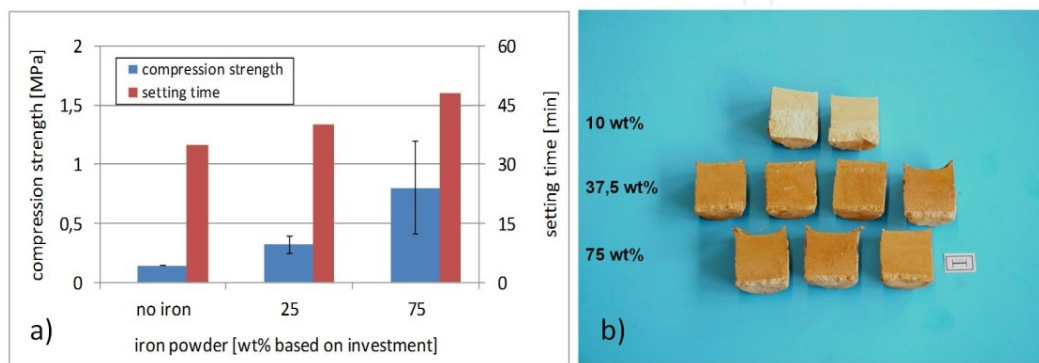 2
1,5
1
0,5
0
compression strength [MPa]
compression strength
setting time
60
45
30
15
0
setting time [min]
no iron
25
75
iron powder [wt% based on investment]
a)
10 wt%
37,5 wt%
75 wt%
b)